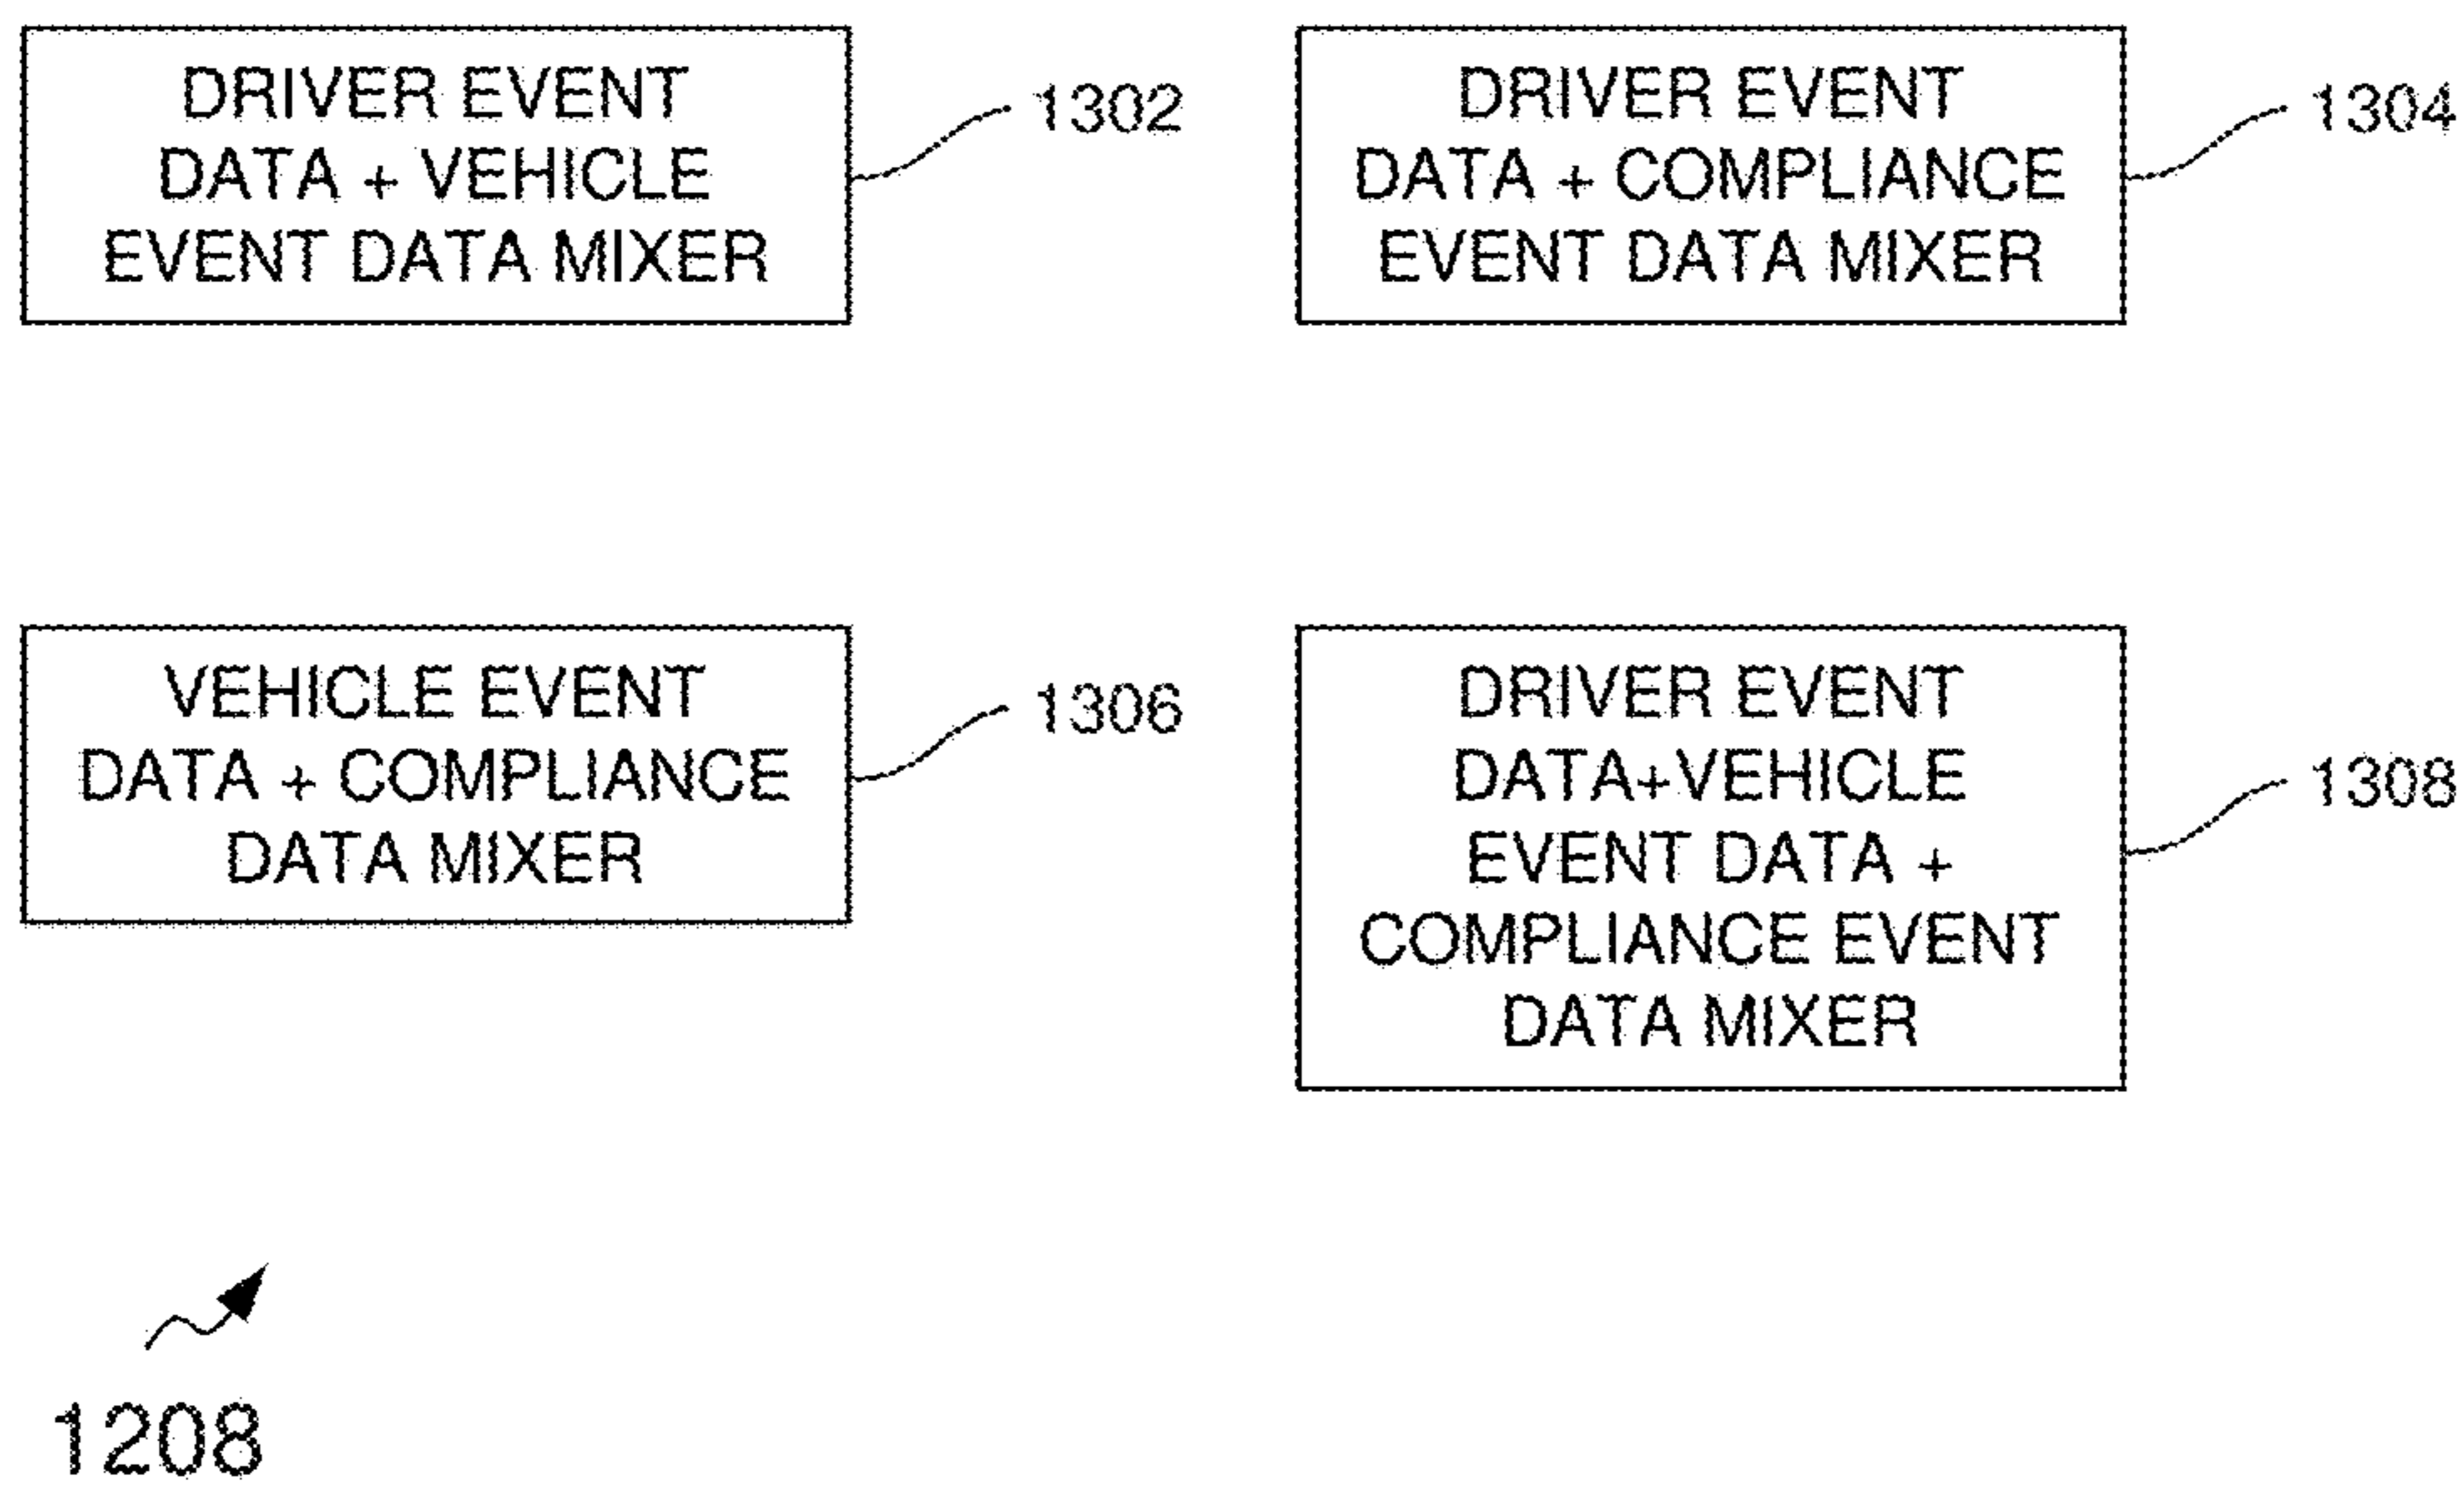 DRIVER EVENT
DATA + VEHICLE
EVENT DATA MIXER
1302
DRIVER EVENT
DATA + COMPLIANCE
EVENT DATA MIXER
1304
VEHICLE EVENT
DATA + COMPLIANCE
DATA MIXER
1306
DRIVER EVENT
DATA+VEHICLE
EVENT DATA +
COMPLIANCE EVENT
DATA MIXER
1308
1208